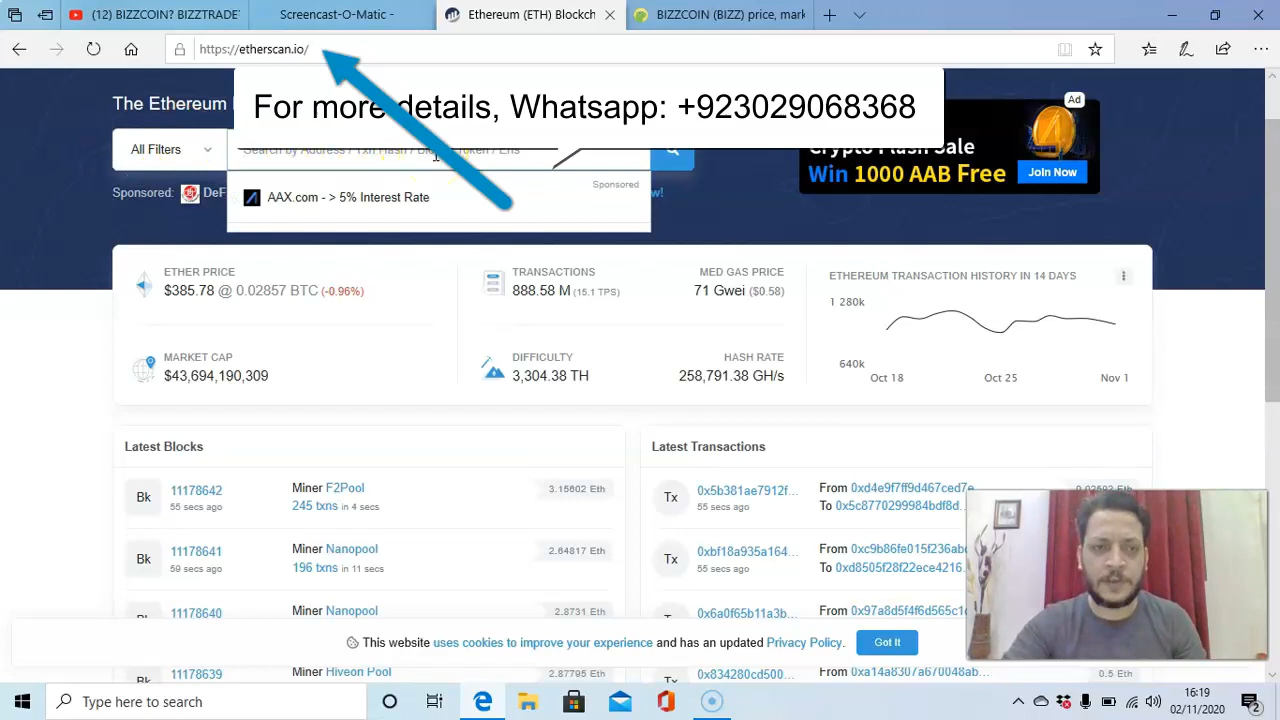 12) BIZZCOIN? BIZZTRADE!
Screencast-O-Matic -
Ethereum (ETH) Blockch
BIZZCOIN (BIZZ) price, mark
https://etherscan.io/
For more details, Whatsapp: +923029068368
The Ethereum
All Filters
Search by Address / Txn Hash /
Ad
Crypto Flash Sale
Win 1000 AAB Free
Join Now
Sponsored: DeF
AAX.com - > 5% Interest Rate
Sponsored
ETHER PRICE
$385.78 @ 0.02857 BTC (-0.96%)
MARKET CAP
$43,694,190,309
TRANSACTIONS
888.58 M (15.1 TPS)
MED GAS PRICE
71 Gwei ($0.58)
DIFFICULTY
3,304.38 TH
HASH RATE
258,791.38 GH/s
ETHEREUM TRANSACTION HISTORY IN 14 DAYS
1 280k
640k
Oct 18 Oct 25 Nov 1
Latest Blocks
Bk 11178642 Miner F2Pool 3.15602 Eth
55 secs ago 245 txns in 4 secs
Bk 11178641 Miner Nanopool 2.64817 Eth
59 secs ago 196 txns in 11 secs
11178640 Miner Nanopool 2.8731 Eth
11178639 Miner Hiveon Pool 2.87795 Eth
Latest Transactions
Tx 0x5b381ae7912f... From 0xd4e9f7ff9d467ced7e
55 secs ago To 0x5c8770299984bdf8d...
Tx 0xbf18a935a164... From 0xc9b86fe015f236abc
55 secs ago To 0xd8505f28f22ece4216...
0x6a0f65b11a3b... From 0x97a8d5f4f6d565c1c
0x834280cd500... From 0xa14a8307a670048ab... 0.5 Eth
This website uses cookies to improve your experience and has an updated Privacy Policy.
Got It
Type here to search
16:19
02/11/2020
2